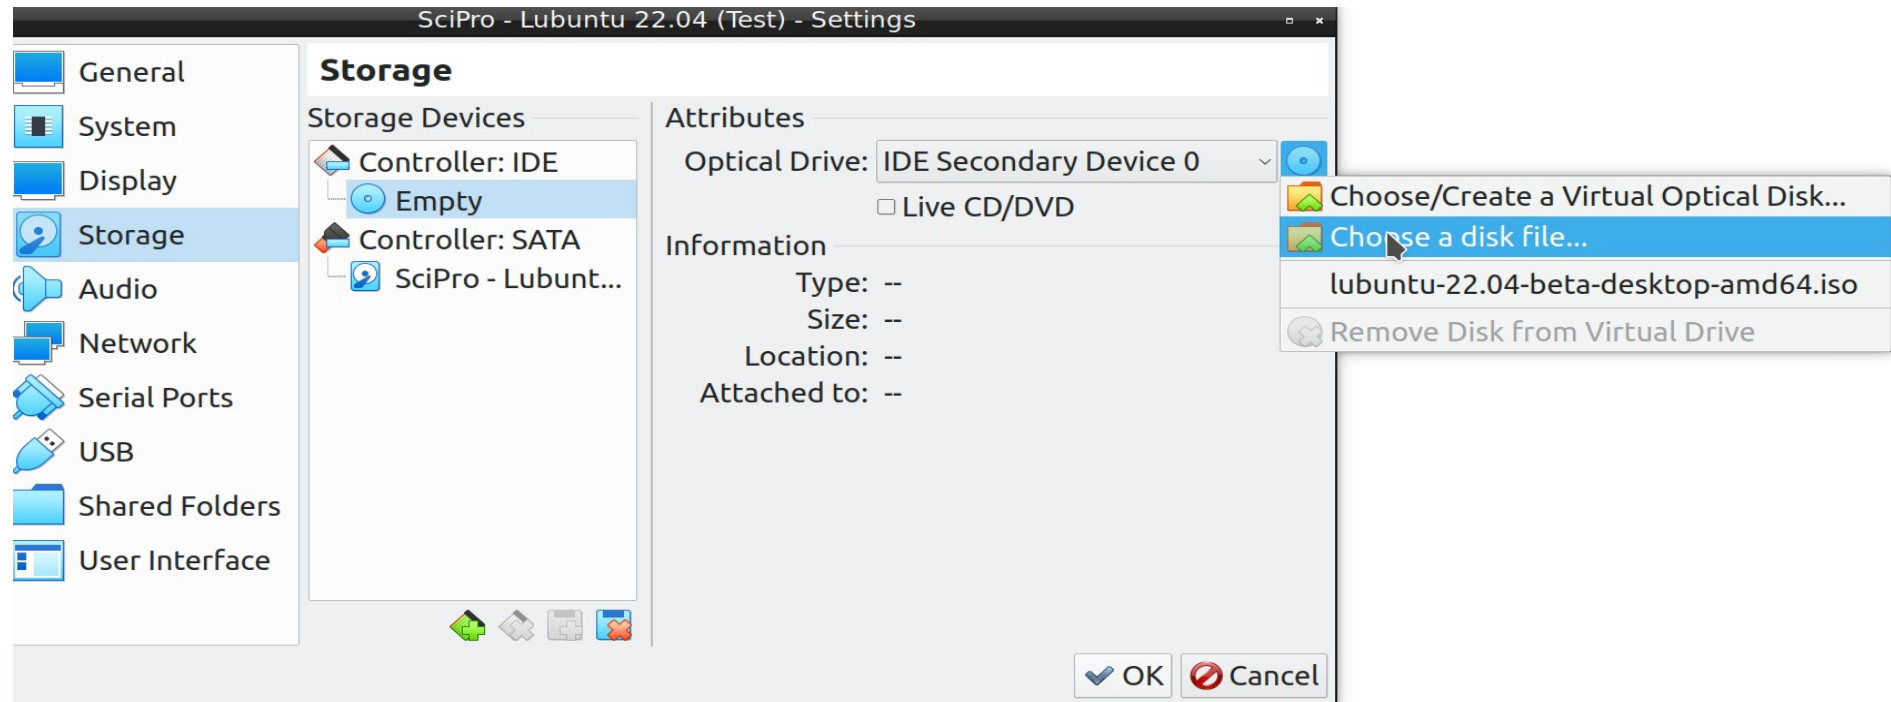 SciPro - Lubuntu 22.04 (Test) - Settings
General
System
Display
Storage
Audio
Network
Serial Ports
USB
Shared Folders
User Interface
Storage
Storage Devices
Controller: IDE
Empty
Controller: SATA
SciPro - Lubunt...
Attributes
Optical Drive: IDE Secondary Device 0
Live CD/DVD
Information
Type: --
Size: --
Location: --
Attached to: --
Choose/Create a Virtual Optical Disk...
Choose a disk file...
lubuntu-22.04-beta-desktop-amd64.iso
Remove Disk from Virtual Drive
OK
Cancel